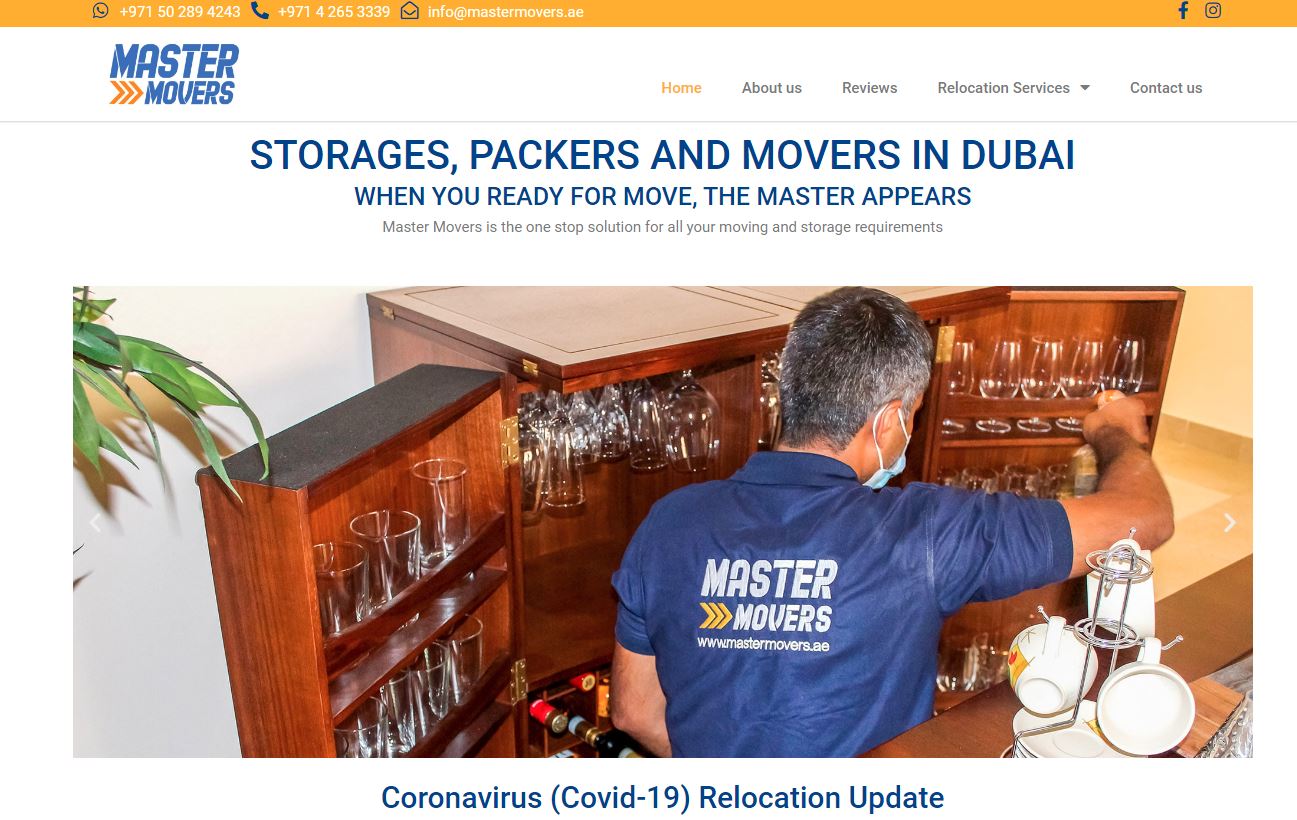 +971 50 289 4243 +971 4 265 3339 info@mastermovers.ae
MASTER
MOVERS
Home About us Reviews Relocation Services Contact us
STORAGES, PACKERS AND MOVERS IN DUBAI
WHEN YOU READY FOR MOVE, THE MASTER APPEARS
Master Movers is the one stop solution for all your moving and storage requirements
MASTER
MOVERS
www.mastermovers.ae
Coronavirus (Covid-19) Relocation Update